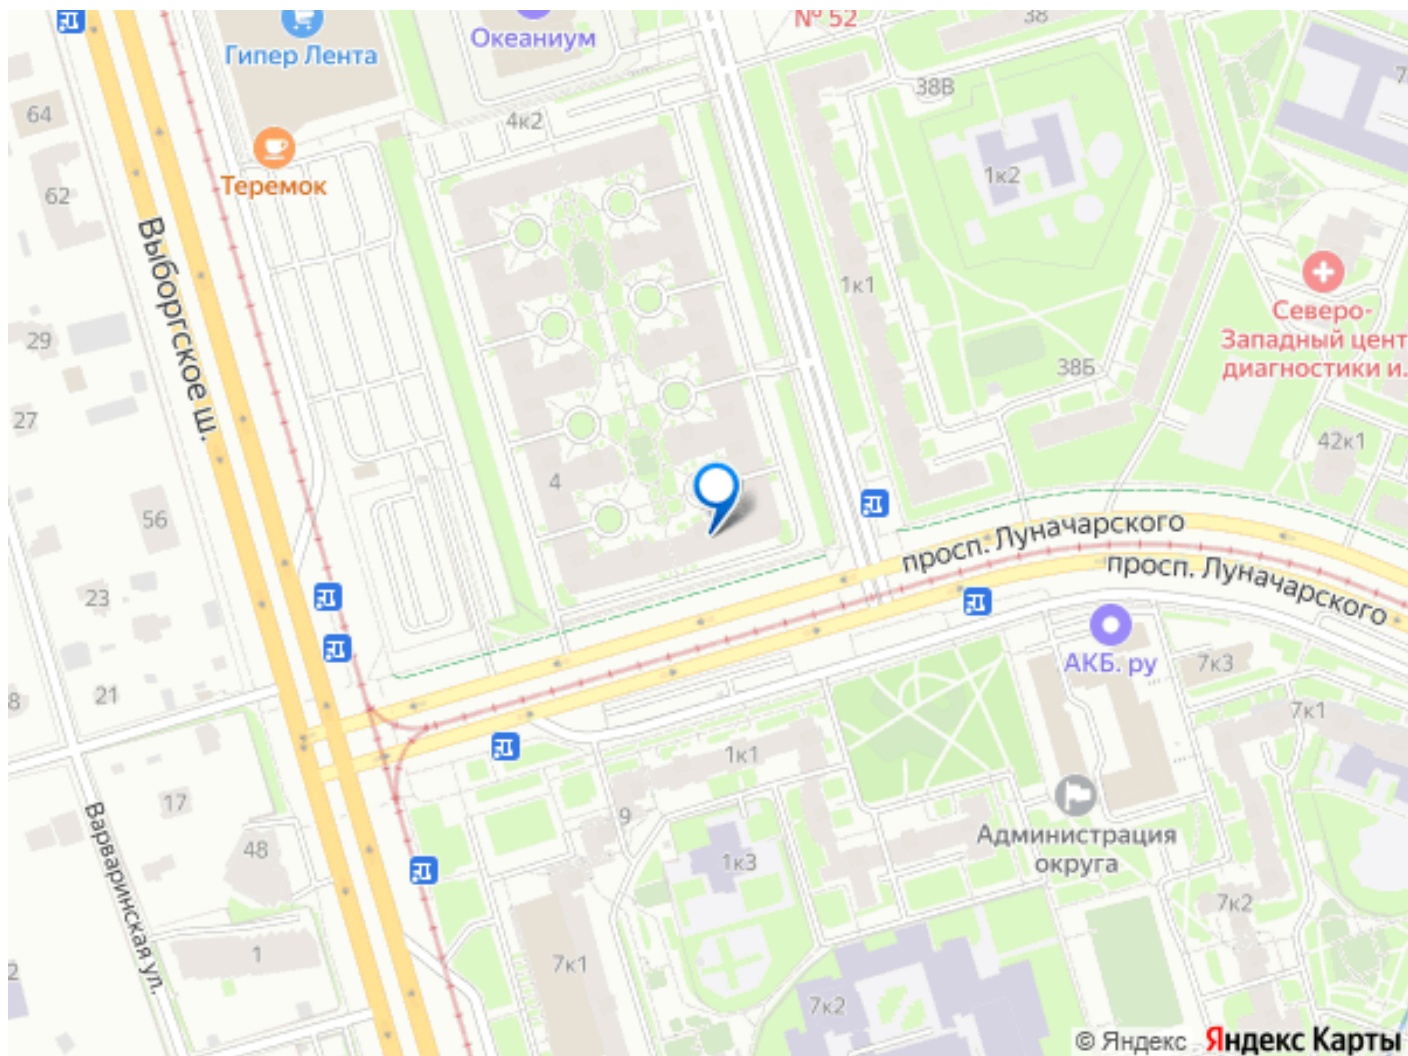 № 52
38
Гипер Лента
Океаниум
64
4к2
38В
7
Теремок
62
1к2
Выборгское ш.
1к1
Северо-
Западный цент
диагностики и.
29
38Б
27
42к1
4
56
просп. Луначарского
просп. Луначарского
23
АКБ. ру
7к3
21
8
7к1
1к1
17
9
Администрация
округа
Варваринская ул.
48
1к3
7к2
1
7к1
2
7к2
© Яндекс Яндекс Карты